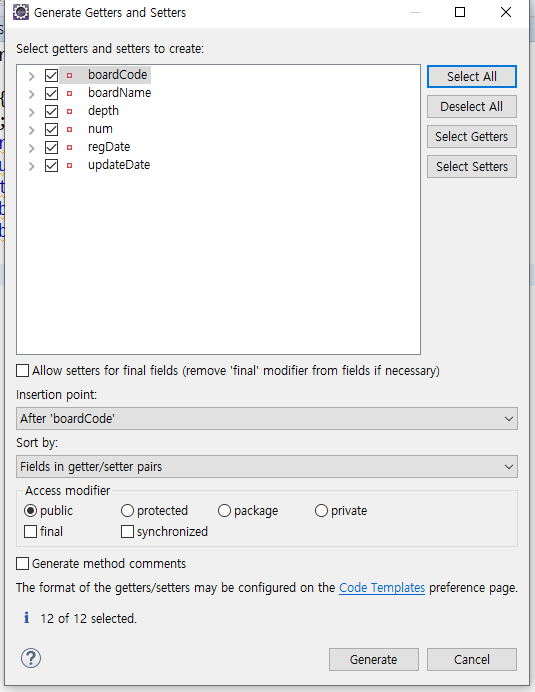 Generate Getters and Setters
Select getters and setters to create:
boardCode
boardName
depth
num
regDate
updateDate
Select All
Deselect All
Select Getters
Select Setters
Allow setters for final fields (remove 'final' modifier from fields if necessary)
Insertion point:
After 'boardCode'
Sort by:
Fields in getter/setter pairs
Access modifier
public protected package private
final synchronized
Generate method comments
The format of the getters/setters may be configured on the Code Templates preference page.
i 12 of 12 selected.
? Generate Cancel